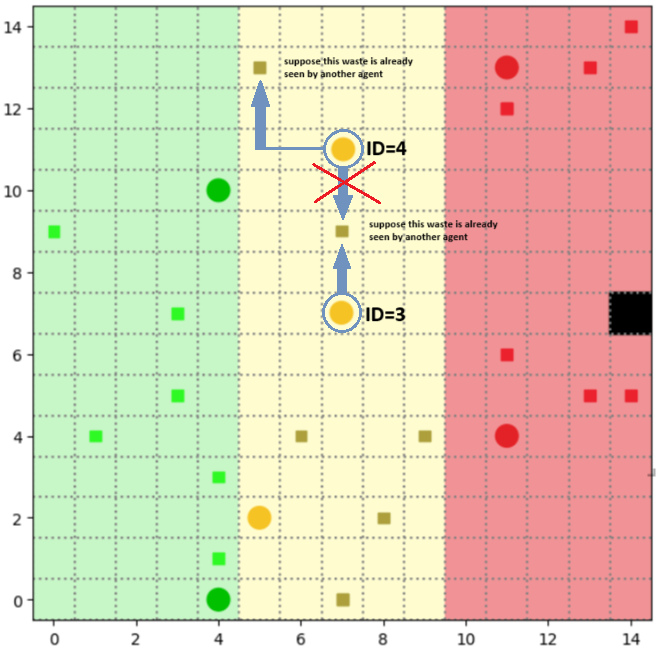 14
suppose this waste is already
seen by another agent
12
ID=4
10
suppose this waste is already
seen by another agent
8
ID=3
6
4
2
0
0 2 4 6 8 10 12 14